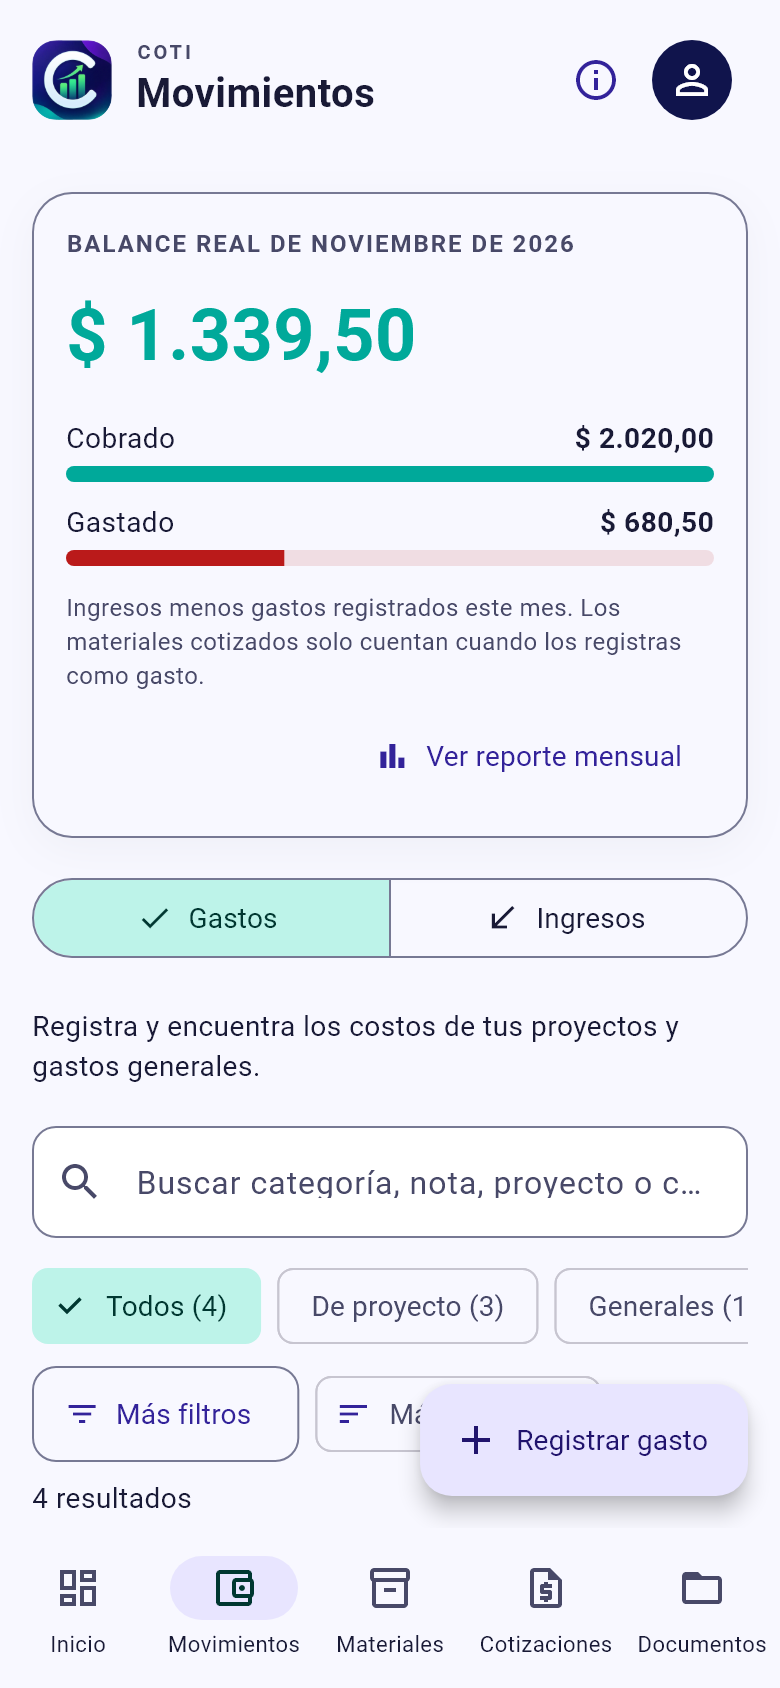 COTI
Movimientos
BALANCE REAL DE NOVIEMBRE DE 2026
$ 1.339,50
Cobrado $ 2.020,00
Gastado $ 680,50
Ingresos menos gastos registrados este mes. Los
materiales cotizados solo cuentan cuando los registras
como gasto.
Ver reporte mensual
Gastos Ingresos
Registra y encuentra los costos de tus proyectos y
gastos generales.
Buscar categoría, nota, proyecto o c...
Todos (4) De proyecto (3) Generales (1
Más filtros
Registrar gasto
4 resultados
Inicio Movimientos Materiales Cotizaciones Documentos